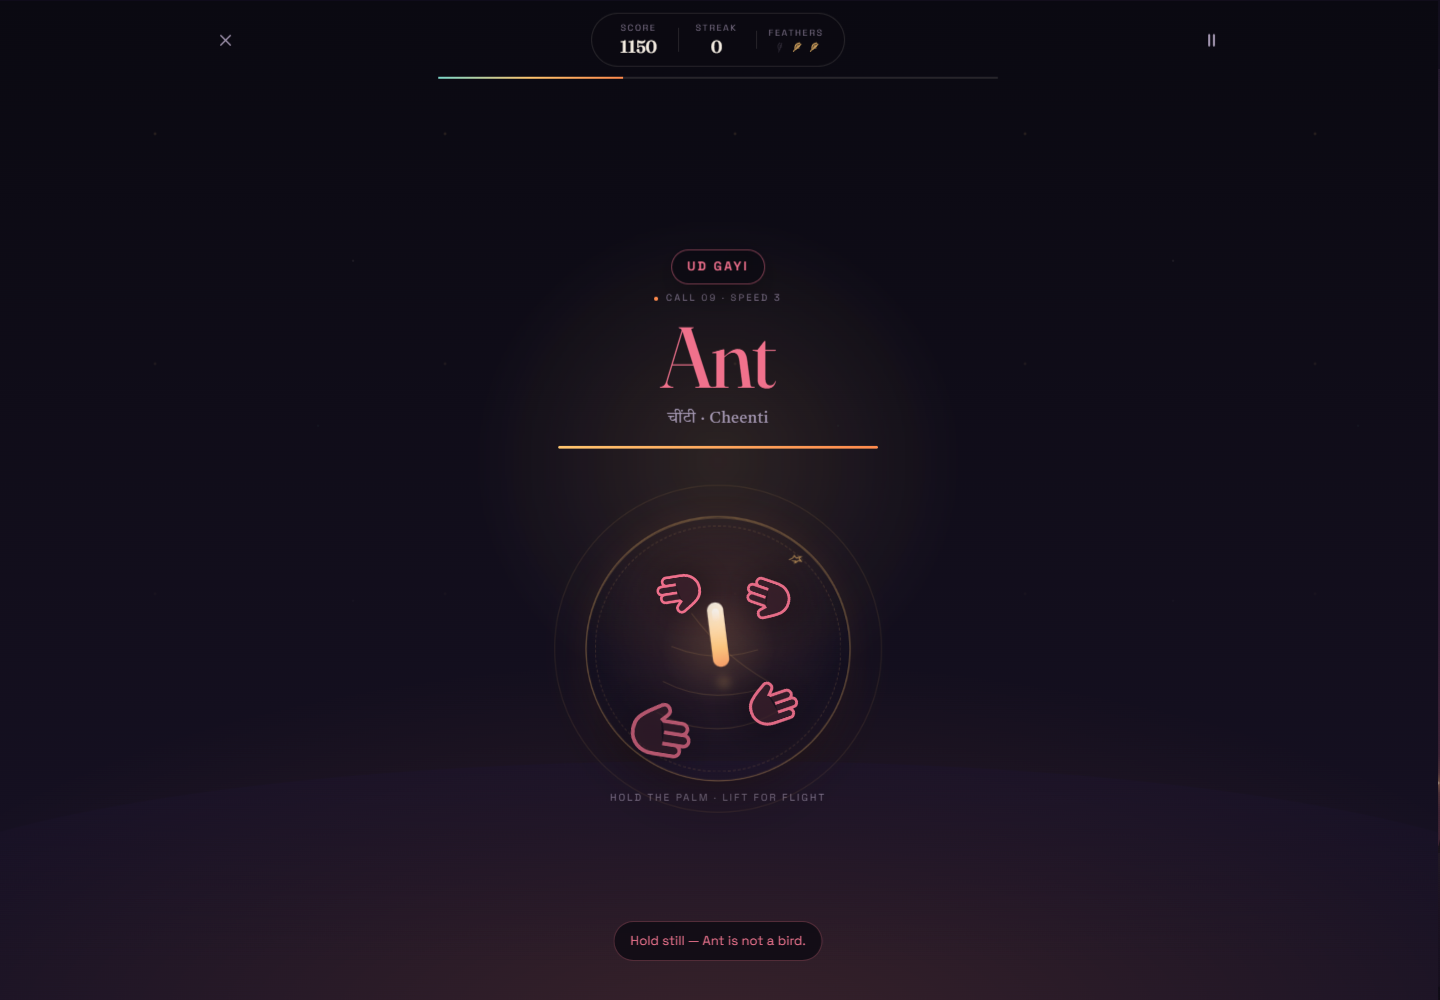 SCORE
1150
STREAK
0
FEATHERS
UD GAYI
CALL 09 · SPEED 3
Ant
चींटी · Cheenti
HOLD THE PALM · LIFT FOR FLIGHT
Hold still — Ant is not a bird.